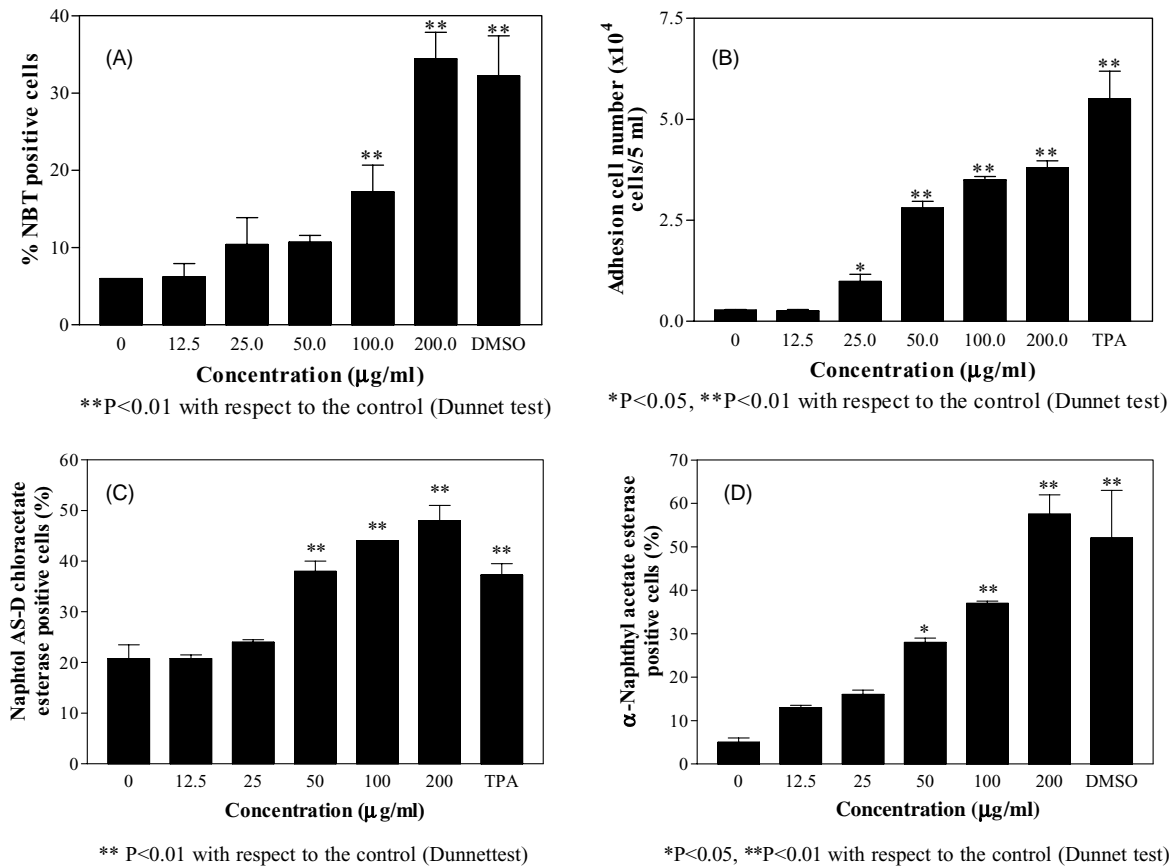 (A)
% NBT positive cells
40
30
20
10
0
**
**
**
0 12.5 25.0 50.0 100.0 200.0 DMSO
Concentration (µg/ml)
**P<0.01 with respect to the control (Dunnet test)
(B)
Adhesion cell number (x10⁴
cells/5 ml)
7.5
5.0
2.5
0.0
*
**
**
**
**
0 12.5 25.0 50.0 100.0 200.0 TPA
Concentration (µg/ml)
*P<0.05, **P<0.01 with respect to the control (Dunnet test)
(C)
Naphtol AS-D chloracetate
esterase positive cells (%)
60
50
40
30
20
10
0
**
**
**
**
0 12.5 25 50 100 200 TPA
Concentration (µg/ml)
** P<0.01 with respect to the control (Dunnettest)
(D)
α-Naphthyl acetate esterase
positive cells (%)
70
60
50
40
30
20
10
0
*
**
**
**
0 12.5 25 50 100 200 DMSO
Concentration (µg/ml)
*P<0.05, **P<0.01 with respect to the control (Dunnet test)